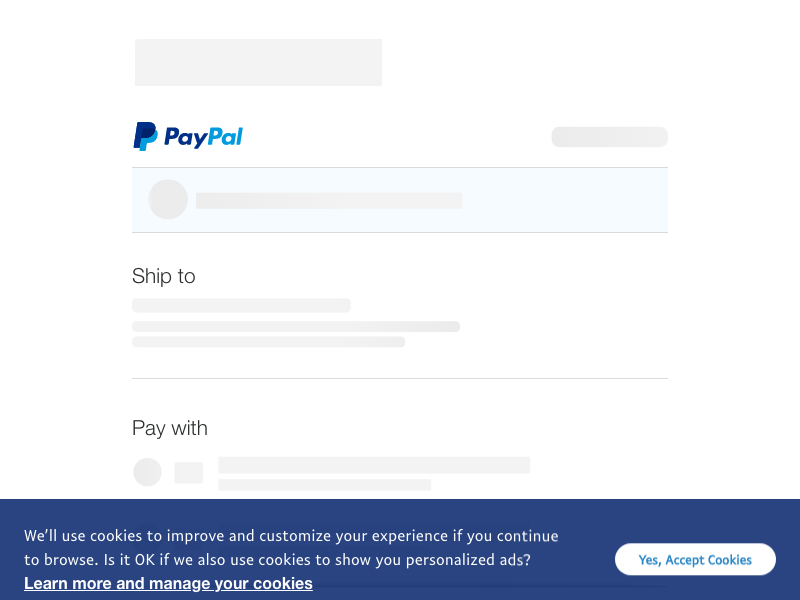 PayPal
Ship to
Pay with
We’ll use cookies to improve and customize your experience if you continue
to browse. Is it OK if we also use cookies to show you personalized ads?
Learn more and manage your cookies
Yes, Accept Cookies